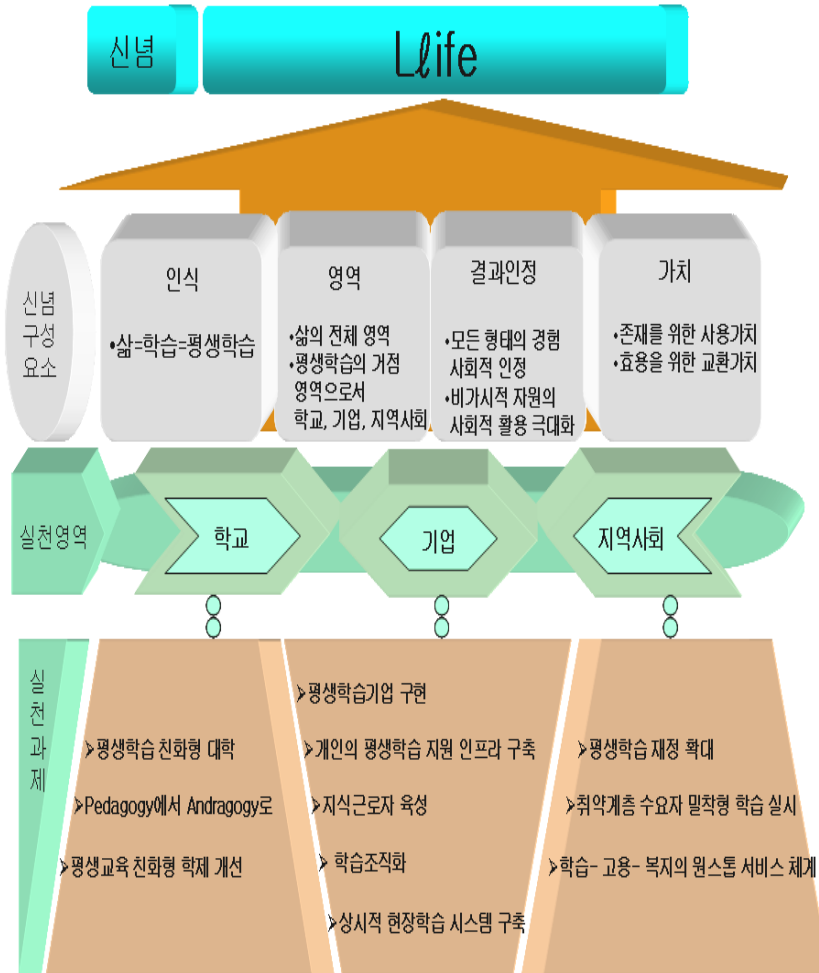 신념
Lℓife
신념
구성
요소
인식
•삶=학습=평생학습
영역
•삶의 전체 영역
•평생학습의 거점
영역으로서
학교, 기업, 지역사회
결과인정
•모든 형태의 경험
사회적 인정
•비가시적 자원의
사회적 활용 극대화
가치
•존재를 위한 사용가치
•효용을 위한 교환가치
실천영역
학교
기업
지역사회
실
천
과
제
➢평생학습 친화형 대학
➢Pedagogy에서 Andragogy로
➢평생교육 친화형 학제 개선
➢평생학습기업 구현
➢개인의 평생학습 지원 인프라 구축
➢지식근로자 육성
➢학습조직화
➢상시적 현장학습 시스템 구축
➢평생학습 재정 확대
➢취약계층 수요자 밀착형 학습 실시
➢학습- 고용- 복지의 원스톱 서비스 체계